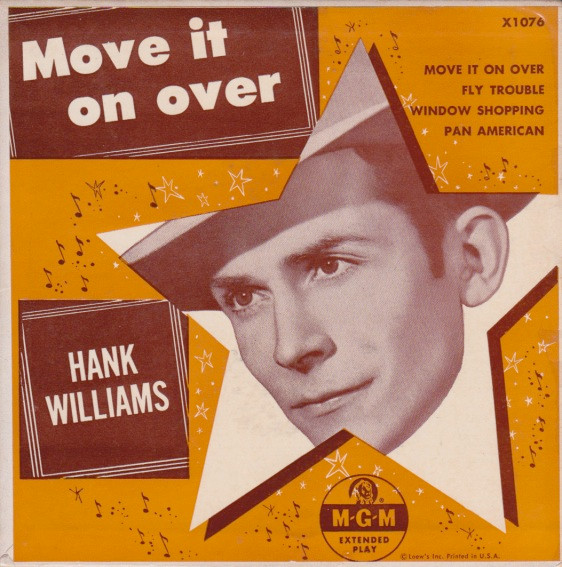 Move it
on over
X1076
MOVE IT ON OVER
FLY TROUBLE
WINDOW SHOPPING
PAN AMERICAN
HANK
WILLIAMS
®
M-G-M
EXTENDED
PLAY
© Loew's Inc. Printed in U.S.A.